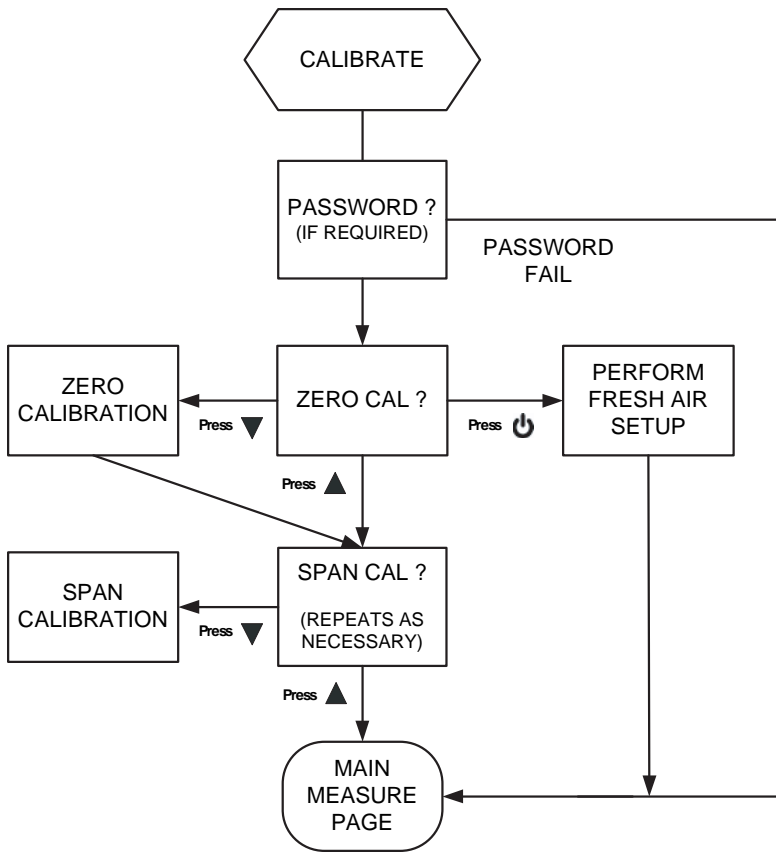 CALIBRATE
PASSWORD ?
(IF REQUIRED)
PASSWORD
FAIL
ZERO
CALIBRATION
Press
ZERO CAL ?
Press
PERFORM
FRESH AIR
SETUP
Press
SPAN
CALIBRATION
Press
SPAN CAL ?
(REPEATS AS
NECESSARY)
Press
MAIN
MEASURE
PAGE